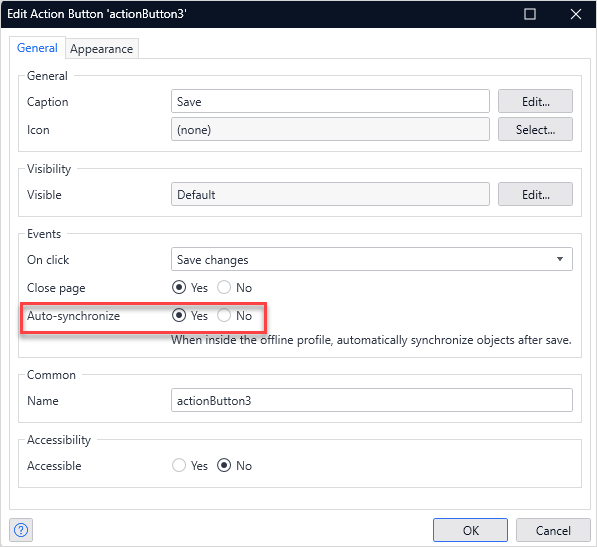 Edit Action Button 'actionButton3'
General Appearance
General
Caption Save Edit...
Icon (none) Select...
Visibility
Visible Default Edit...
Events
On click Save changes
Close page Yes No
Auto-synchronize Yes No
When inside the offline profile, automatically synchronize objects after save.
Common
Name actionButton3
Accessibility
Accessible Yes No
? OK Cancel